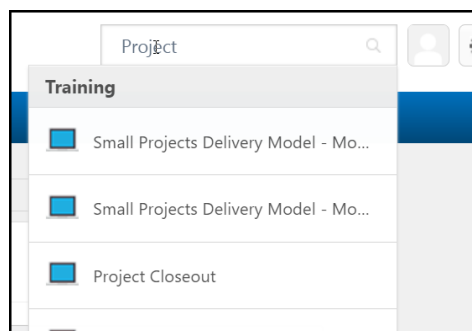 Project
Training
Small Projects Delivery Model - Mo...
Small Projects Delivery Model - Mo...
Project Closeout